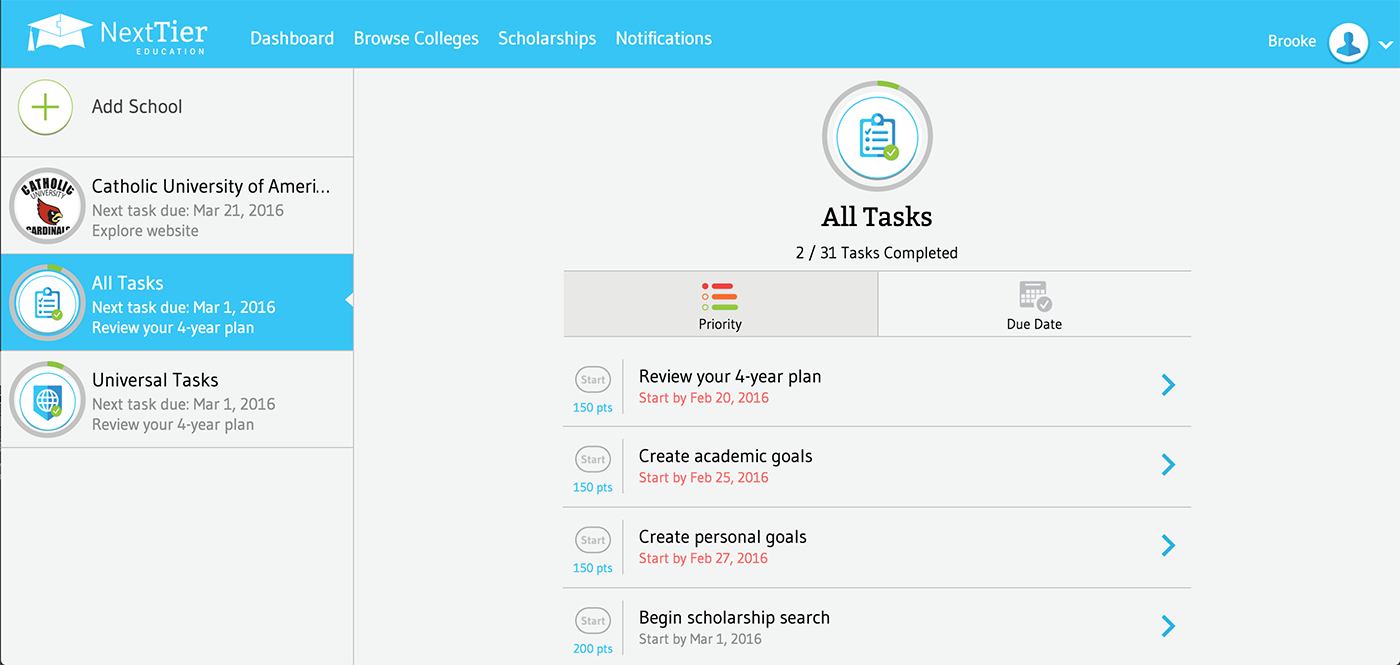 NextTier
EDUCATION
Dashboard
Browse Colleges
Scholarships
Notifications
Brooke
Add School
CATHOLIC
UNIVERSITY
CARDINALS
Catholic University of Ameri...
Next task due: Mar 21, 2016
Explore website
All Tasks
Next task due: Mar 1, 2016
Review your 4-year plan
Universal Tasks
Next task due: Mar 1, 2016
Review your 4-year plan
All Tasks
2 / 31 Tasks Completed
Priority
Due Date
Start
150 pts
Review your 4-year plan
Start by Feb 20, 2016
Start
150 pts
Create academic goals
Start by Feb 25, 2016
Start
150 pts
Create personal goals
Start by Feb 27, 2016
Start
200 pts
Begin scholarship search
Start by Mar 1, 2016